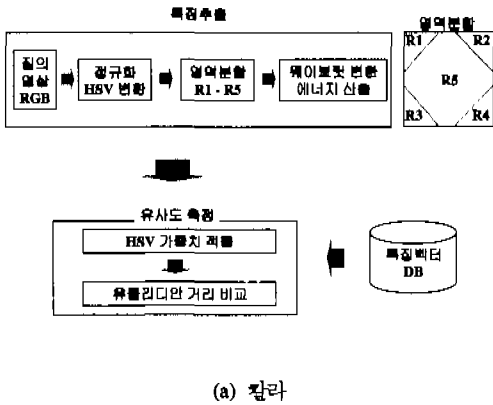 특징추출
영역분할
질의
영상
RGB
정규화
HSV 변환
영역분할
R1 - R5
웨이브릿 변환
에너지 산출
R1
R2
R5
R3
R4
유사도 측정
HSV 가중치 적용
유클리디안 거리 비교
특징벡터
DB
(a) 칼라